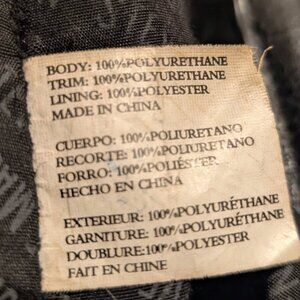 BODY: 100%POLYURETHANE
TRIM: 100%POLYURETHANE
LINING: 100%POLYESTER
MADE IN CHINA
CUERPO: 100%POLIURETANO
RECORTE: 100%POLIURETANO
FORRO: 100%POLIÉSTER
HECHO EN CHINA
EXTERIEUR: 100%POLYURÉTHANE
GARNITURE: 100%POLYURÉTHANE
DOUBLURE:100%POLYESTER
FAIT EN CHINE